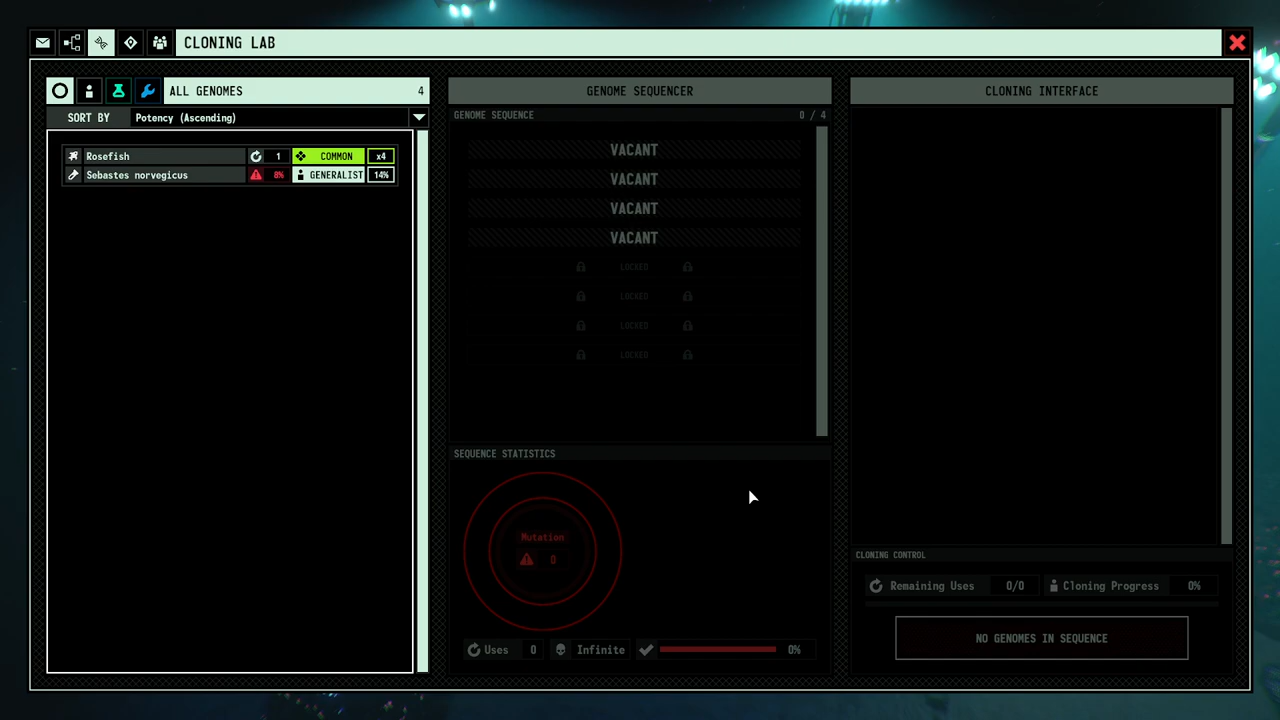 CLONING LAB
ALL GENOMES 4
SORT BY Potency (Ascending)
Rosefish 1 COMMON x4
Sebastes norvegicus 8% GENERALIST 14%
GENOME SEQUENCER
GENOME SEQUENCE 0 / 4
VACANT
VACANT
VACANT
VACANT
LOCKED
LOCKED
LOCKED
LOCKED
SEQUENCE STATISTICS
Mutation
0
Uses 0 Infinite 0%
CLONING INTERFACE
CLONING CONTROL
Remaining Uses 0/0 Cloning Progress 0%
NO GENOMES IN SEQUENCE